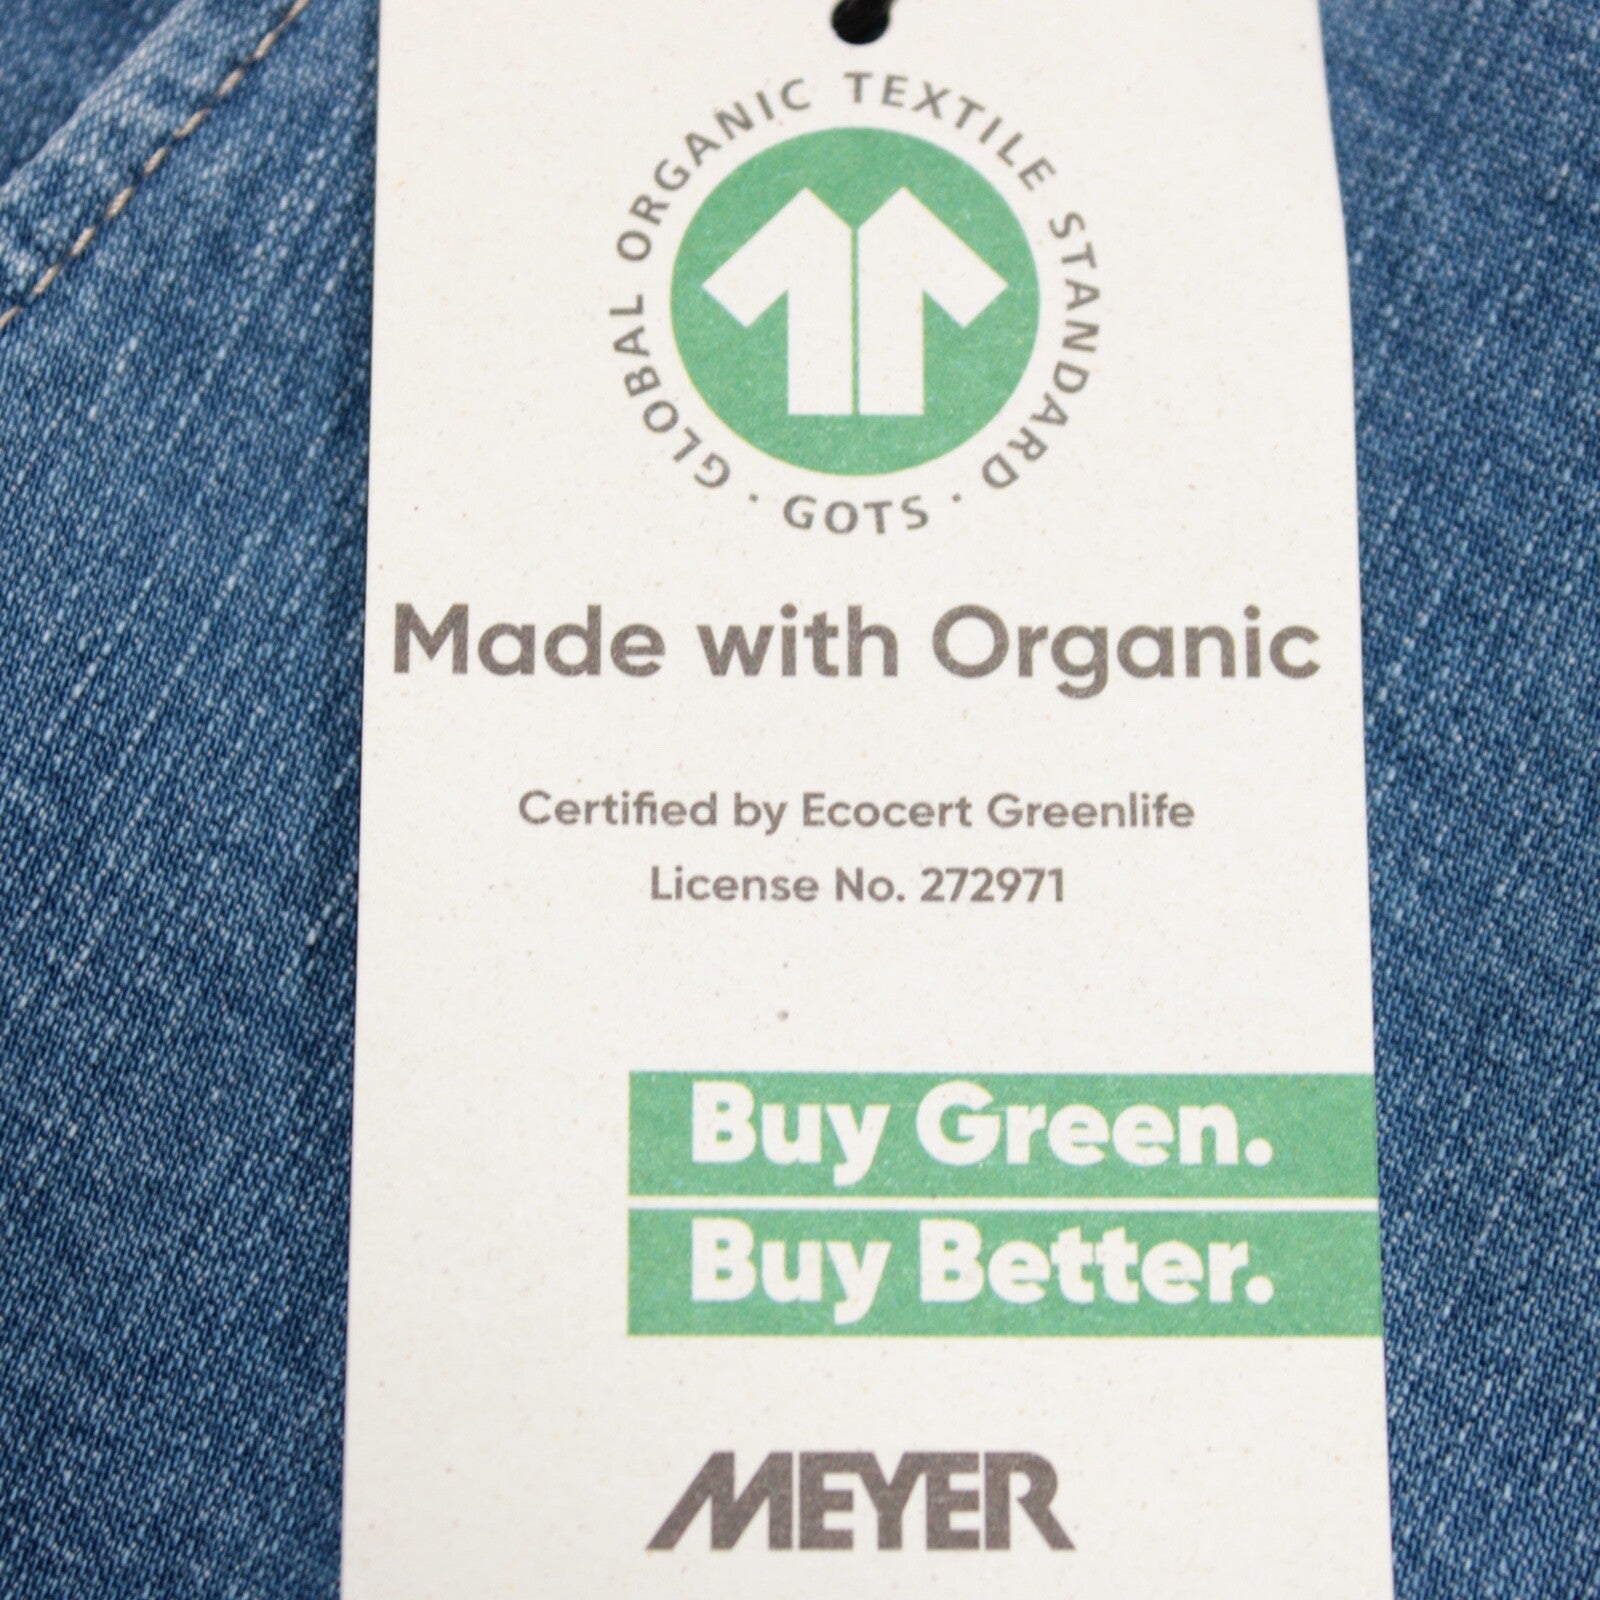 GLOBAL ORGANIC TEXTILE STANDARD
· GOTS ·
Made with Organic
Certified by Ecocert Greenlife
License No. 272971
Buy Green.
Buy Better.
MEYER